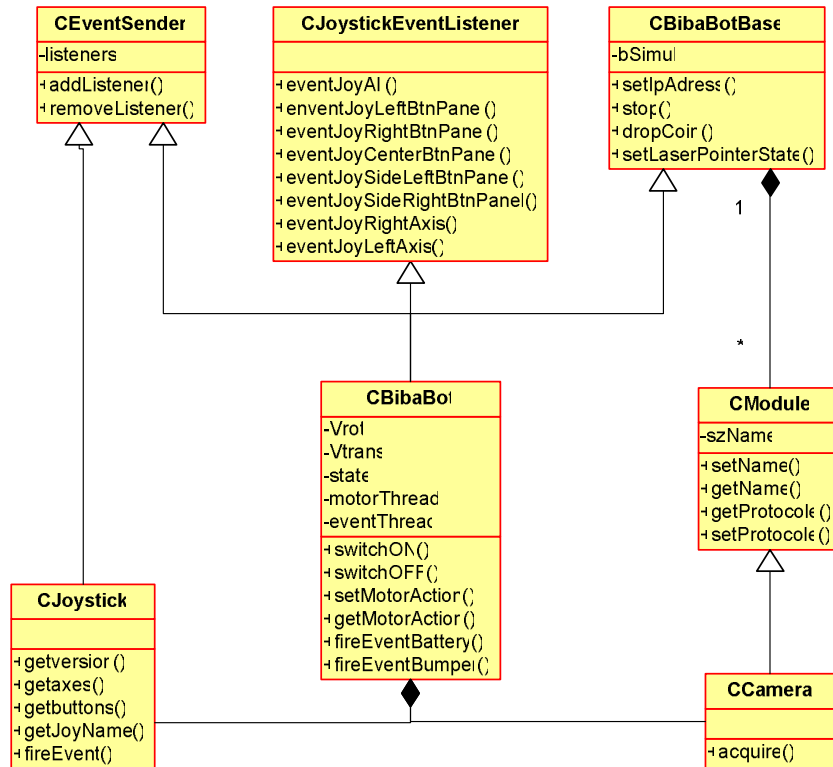 CEventSender
-listeners
+addListener()
+removeListener()
CJoystickEventListener
+eventJoyAl()
+enventJoyLeftBtnPane()
+eventJoyRightBtnPane()
+eventJoyCenterBtnPane()
+eventJoySideLeftBtnPane()
+eventJoySideRightBtnPanel()
+eventJoyRightAxis()
+eventJoyLeftAxis()
CBibaBotBase
-bSimul
+setIpAdress()
+stop()
+dropCoin()
+setLaserPointerState()
1
*
CBibaBot
-Vrot
-Vtrans
-state
-motorThread
-eventThread
+switchON()
+switchOFF()
+setMotorAction()
+getMotorAction()
+fireEventBattery()
+fireEventBumper()
CModule
-szName
+setName()
+getName()
+getProtocole()
+setProtocole()
CJoystick
+getversion()
+getaxes()
+getbuttons()
+getJoyName()
+fireEvent()
CCamera
+acquire()